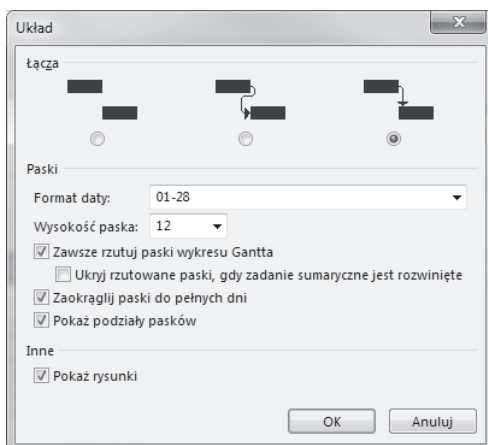 Układ
Łącza
Paski
Format daty:
01-28
Wysokość paska:
12
Zawsze rzutuj paski wykresu Gantta
Ukryj rzutowane paski, gdy zadanie sumaryczne jest rozwinięte
Zaokrąglij paski do pełnych dni
Pokaż podziały pasków
Inne
Pokaż rysunki
OK
Anuluj